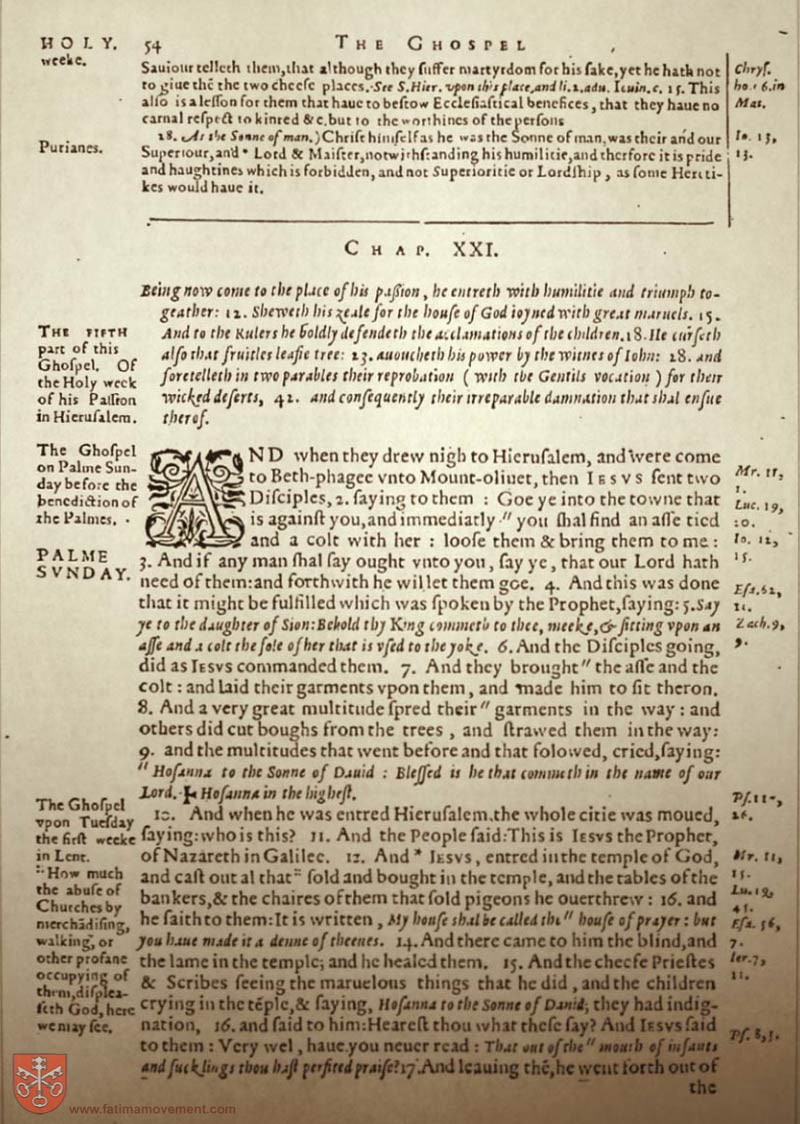 HOLY. 54 THE GHOSPEL
weeke.
Sauiour telleth them, that although they ſuffer martyrdom for his ſake, yet he hath not
to giue thē the two cheefe places. See S. Hier. vpon this place, and li. 2. adu. Iouin. c. 15. This
alſo is a leſſon for them that haue to beſtow Eccleſiaſtical benefices, that they haue no
carnal reſpect to kinred &c. but to the worthines of the perſons
28. As the Sonne of man.) Chriſt himſelf as he was the Sonne of man, was their and our
Superiour, and * Lord & Maiſter, notwithſtanding his humilitie, and therfore it is pride
and haughtines which is forbidden, and not Superioritie or Lordſhip, as ſome Hereti-
kes would haue it.
Chryſ.
ho. 16. in
Mat.
Io. 13,
13.
Purianes.
CHAP. XXI.
Being now come to the place of his paſſion, he entreth with humilitie and triumph to-
geather: 12. Sheweth his zeale for the houſe of God ioyned with great maruels. 15.
And to the Rulers he boldly defendeth the acclamations of the children. 18. He curſeth
alſo that fruitles leafie tree: 23. auoucheth his power by the witnes of Iohn: 28. and
foretelleth in two parables their reprobation (with the Gentils vocation) for their
wicked deſerts, 42. and conſequently their irreparable damnation that shal enſue
therof.
THE FIFTH
part of this
Ghoſpel. Of
the Holy week
of his Paſſion
in Hieruſalem.
The Ghoſpel
on Palme Sun-
day before the
benediction of
the Palmes.
PALME
SVNDAY.
AND when they drew nigh to Hieruſalem, and were come
to Beth-phagee vnto Mount-oliuet, then IESVS ſent two
Diſciples, 2. ſaying to them : Goe ye into the towne that
is againſt you, and immediatly " you ſhal find an aſſe tied
and a colt with her : looſe them & bring them to me :
3. And if any man ſhal ſay ought vnto you, ſay ye, that our Lord hath
need of them: and forthwith he wil let them goe. 4. And this was done
that it might be fulfilled which was ſpoken by the Prophet, ſaying: 5. Say
ye to the daughter of Sion: Behold thy King commeth to thee, meeke, & ſitting vpon an
aſſe and a colt the fole of her that is vſed to the yoke. 6. And the Diſciples going,
did as IESVS commanded them. 7. And they brought " the aſſe and the
colt : and laid their garments vpon them, and made him to ſit theron.
8. And a very great multitude ſpred their " garments in the way : and
others did cut boughs from the trees, and ſtrawed them in the way:
9. and the multitudes that went before and that folowed, cried, ſaying:
" Hoſanna to the Sonne of Dauid : Bleſſed is he that commeth in the name of our
Lord. Hoſanna in the higheſt.
10. And when he was entred Hieruſalem, the whole citie was moued,
ſaying: who is this? 11. And the People ſaid: This is IESVS the Prophet,
of Nazareth in Galilee. 12. And * IESVS, entred in the temple of God,
and caſt out al that ſold and bought in the temple, and the tables of the
bankers, & the chaires of them that ſold pigeons he ouerthrew : 16. and
he ſaith to them: It is written, My houſe shal be called the " houſe of prayer : but
you haue made it a denne of theeues. 14. And there came to him the blind, and
the lame in the temple; and he healed them. 15. And the cheefe Prieſtes
& Scribes ſeeing the maruelous things that he did, and the children
crying in the tēple, & ſaying, Hoſanna to the Sonne of Dauid; they had indig-
nation, 16. and ſaid to him: Heareſt thou what theſe ſay? And IESVS ſaid
to them : Very wel, haue you neuer read : That out of the " mouth of infants
and ſucklings thou haſt perfited praiſe? 17. And leauing thē, he went forth out of
the
The Ghoſpel
vpon Tueſday
the firſt weeke
in Lent.
:: How much
the abuſe of
Churches by
merchādiſing,
walking, or
other profane
occupying of
them, diſplea-
ſeth God, here
we may ſee.
Mr. 11,
1.
Luc. 19,
Io. 12,
15.
Eſa. 62,
11.
Zach. 9,
9.
Pſ. 117,
26.
Mr. 11,
15.
Lu. 19,
45.
Eſa. 56,
7.
Ier. 7,
11.
Pſ. 8, 3.
www.fatimamovement.com